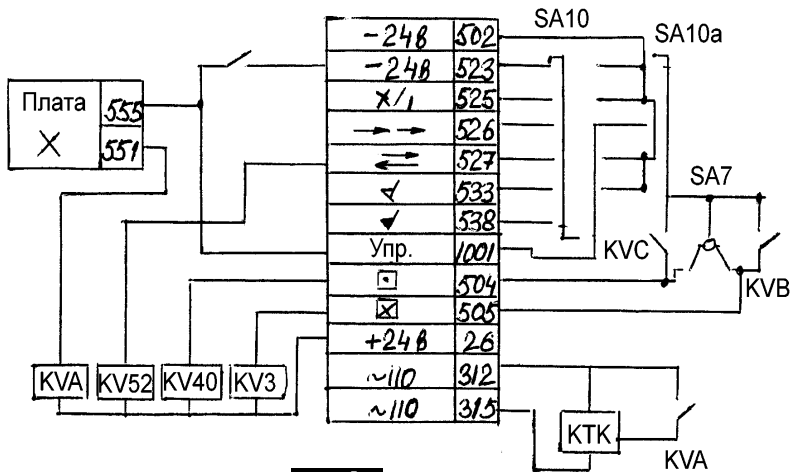 SA10
SA10a
-24В 502
-24В 523
X/1 525
526
527
533
538
Упр. 1001
504
505
+24В 26
~110 312
~110 315
Плата
X
555
551
SA7
KVC
KVB
KVA
KV52
KV40
KV3
KTK
KVA